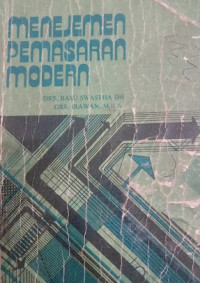 MENEJEMEN
PEMASARAN
MODERN
DRS. BASU SWASTHA DH
DRS. IRAWAN, M.B.A.